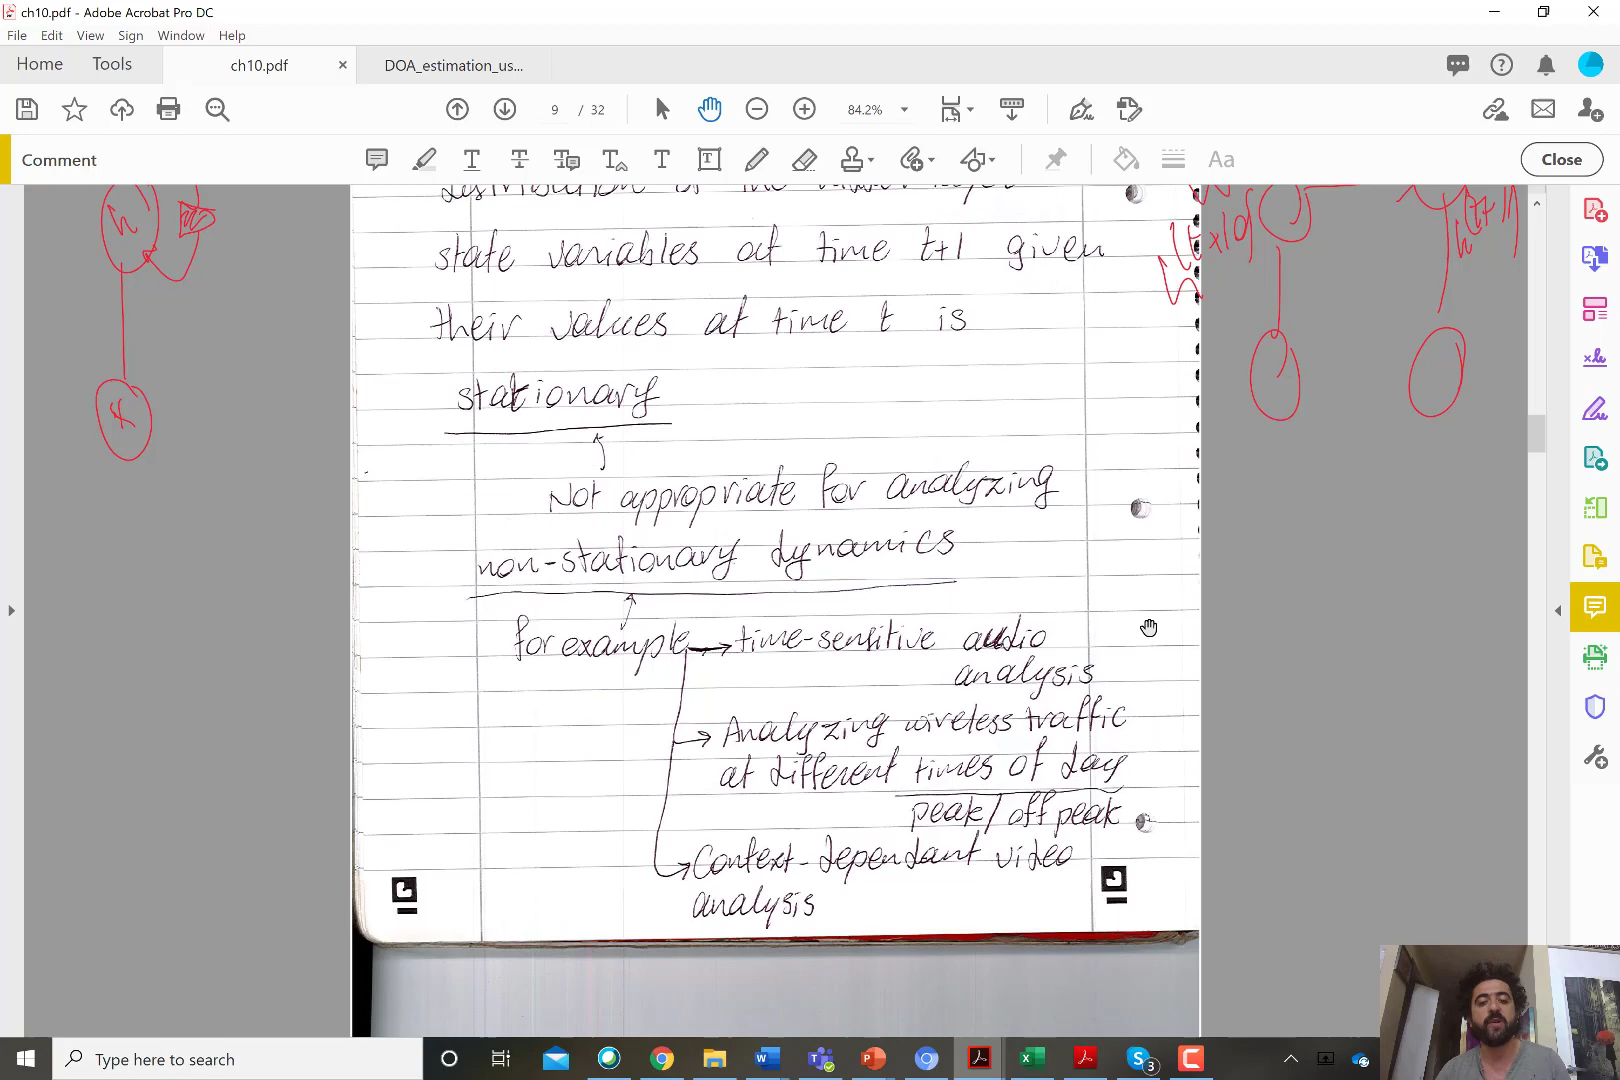 ch10.pdf - Adobe Acrobat Pro DC
File Edit View Sign Window Help
Home Tools ch10.pdf × DOA_estimation_us...
9 / 32 84.2%
Comment Close
state variables at time t+1 given
their values at time t is
stationary
Not appropriate for analyzing
non-stationary dynamics
for example → time-sensitive audio
analysis
→ Analyzing wireless traffic
at different times of day
peak / off peak
→ Context-dependant video
analysis
h
x
Type here to search
3